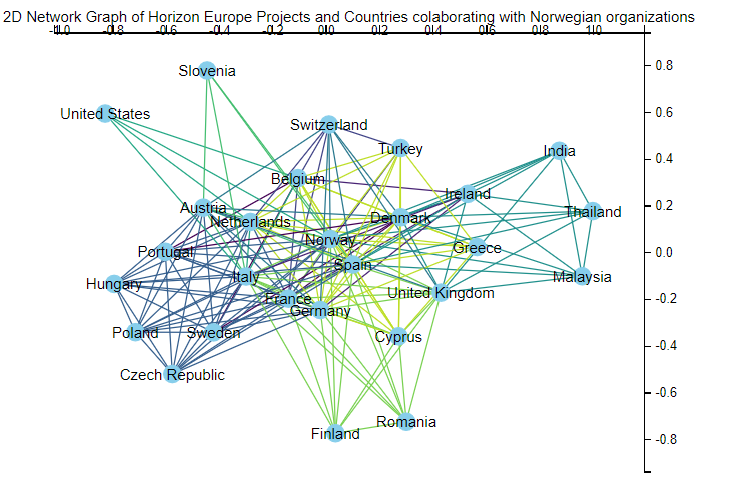 2D Network Graph of Horizon Europe Projects and Countries colaborating with Norwegian organizations
-1.0 -0.8 -0.6 -0.4 -0.2 0.0 0.2 0.4 0.6 0.8 1.0
0.8
Slovenia
0.6
United States
Switzerland
Turkey
India
0.4
Belgium
Ireland
0.2
Austria
Thailand
Denmark
Netherlands
Norway
Greece
Portugal
0.0
Spain
Italy
Malaysia
Hungary
United Kingdom
-0.2
France
Germany
Poland
Sweden
Cyprus
-0.4
Czech Republic
-0.6
Romania
Finland
-0.8